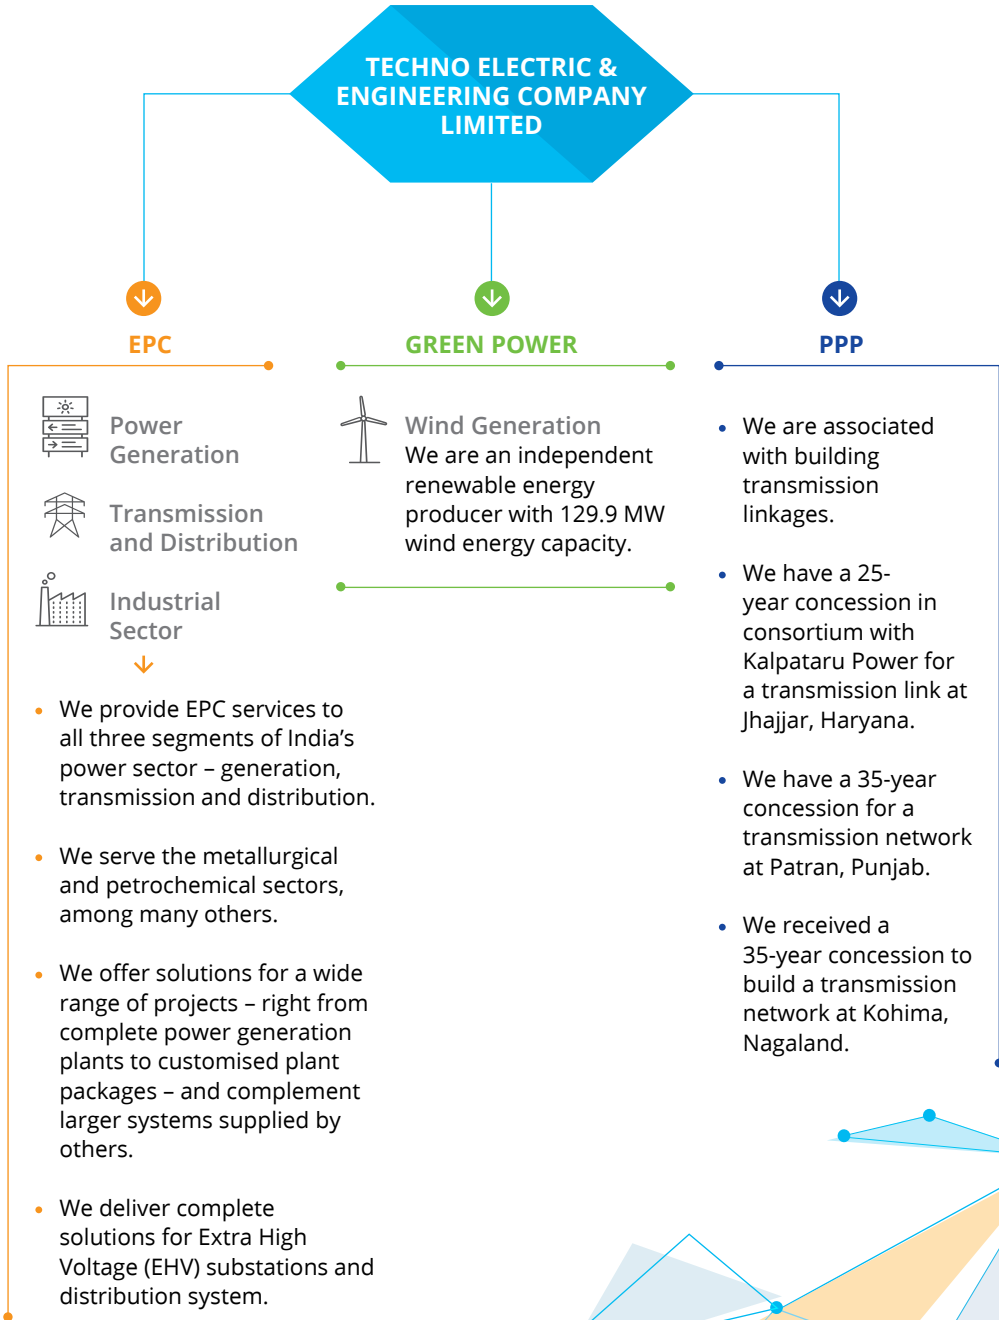 TECHNO ELECTRIC &
ENGINEERING COMPANY
LIMITED
EPC
Power
Generation
Transmission
and Distribution
Industrial
Sector
We provide EPC services to
all three segments of India’s
power sector – generation,
transmission and distribution.
We serve the metallurgical
and petrochemical sectors,
among many others.
We offer solutions for a wide
range of projects – right from
complete power generation
plants to customised plant
packages – and complement
larger systems supplied by
others.
We deliver complete
solutions for Extra High
Voltage (EHV) substations and
distribution system.
GREEN POWER
Wind Generation
We are an independent
renewable energy
producer with 129.9 MW
wind energy capacity.
PPP
We are associated
with building
transmission
linkages.
We have a 25-
year concession in
consortium with
Kalpataru Power for
a transmission link at
Jhajjar, Haryana.
We have a 35-year
concession for a
transmission network
at Patran, Punjab.
We received a
35-year concession to
build a transmission
network at Kohima,
Nagaland.